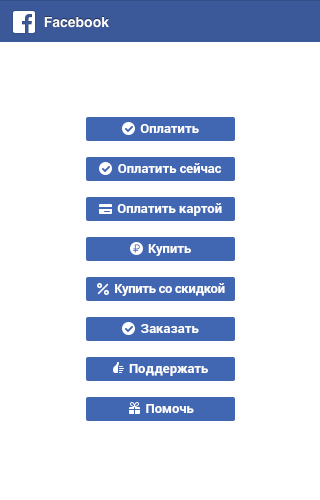 Facebook
Оплатить
Оплатить сейчас
Оплатить картой
Купить
Купить со скидкой
Заказать
Поддержать
Помочь